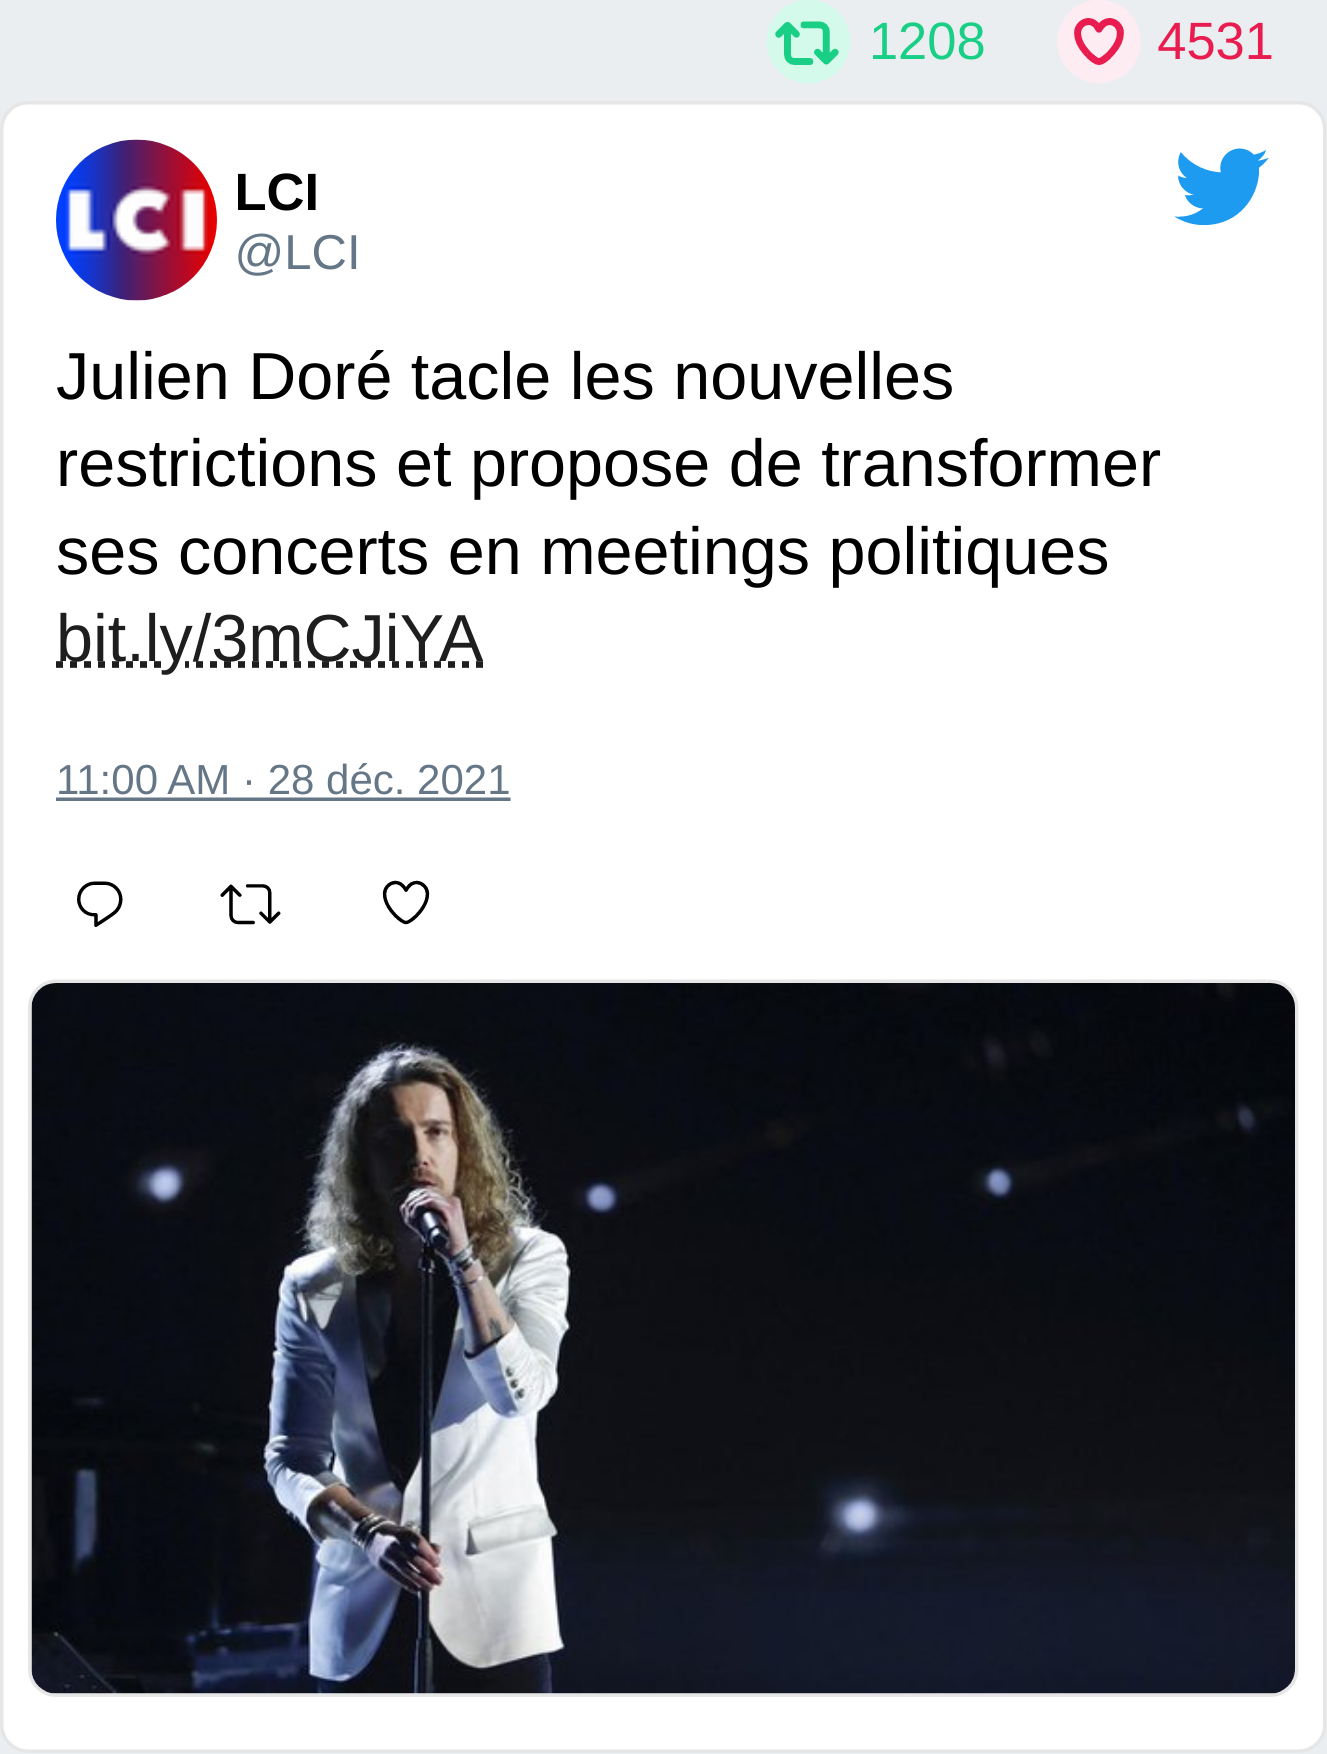 1208 4531
LCI
LCI
@LCI
Julien Doré tacle les nouvelles
restrictions et propose de transformer
ses concerts en meetings politiques
bit.ly/3mCJiYA
11:00 AM · 28 déc. 2021